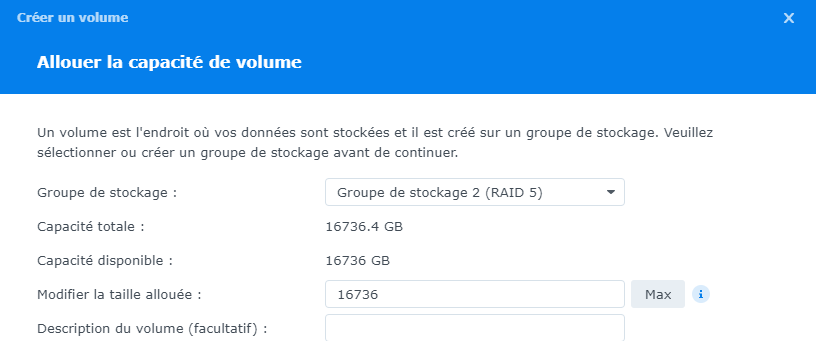 Créer un volume
Allouer la capacité de volume
Un volume est l'endroit où vos données sont stockées et il est créé sur un groupe de stockage. Veuillez
sélectionner ou créer un groupe de stockage avant de continuer.
Groupe de stockage : Groupe de stockage 2 (RAID 5)
Capacité totale : 16736.4 GB
Capacité disponible : 16736 GB
Modifier la taille allouée : 16736 Max
Description du volume (facultatif) :